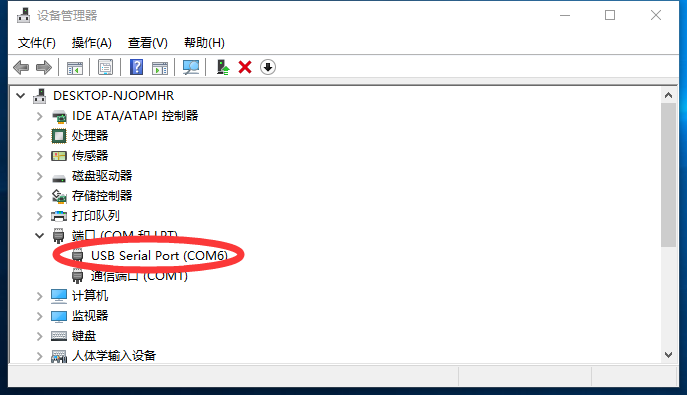 设备管理器
文件(F) 操作(A) 查看(V) 帮助(H)
DESKTOP-NJOPMHR
IDE ATA/ATAPI 控制器
处理器
传感器
磁盘驱动器
存储控制器
打印队列
端口 (COM 和 LPT)
USB Serial Port (COM6)
通信端口 (COM1)
计算机
监视器
键盘
人体学输入设备